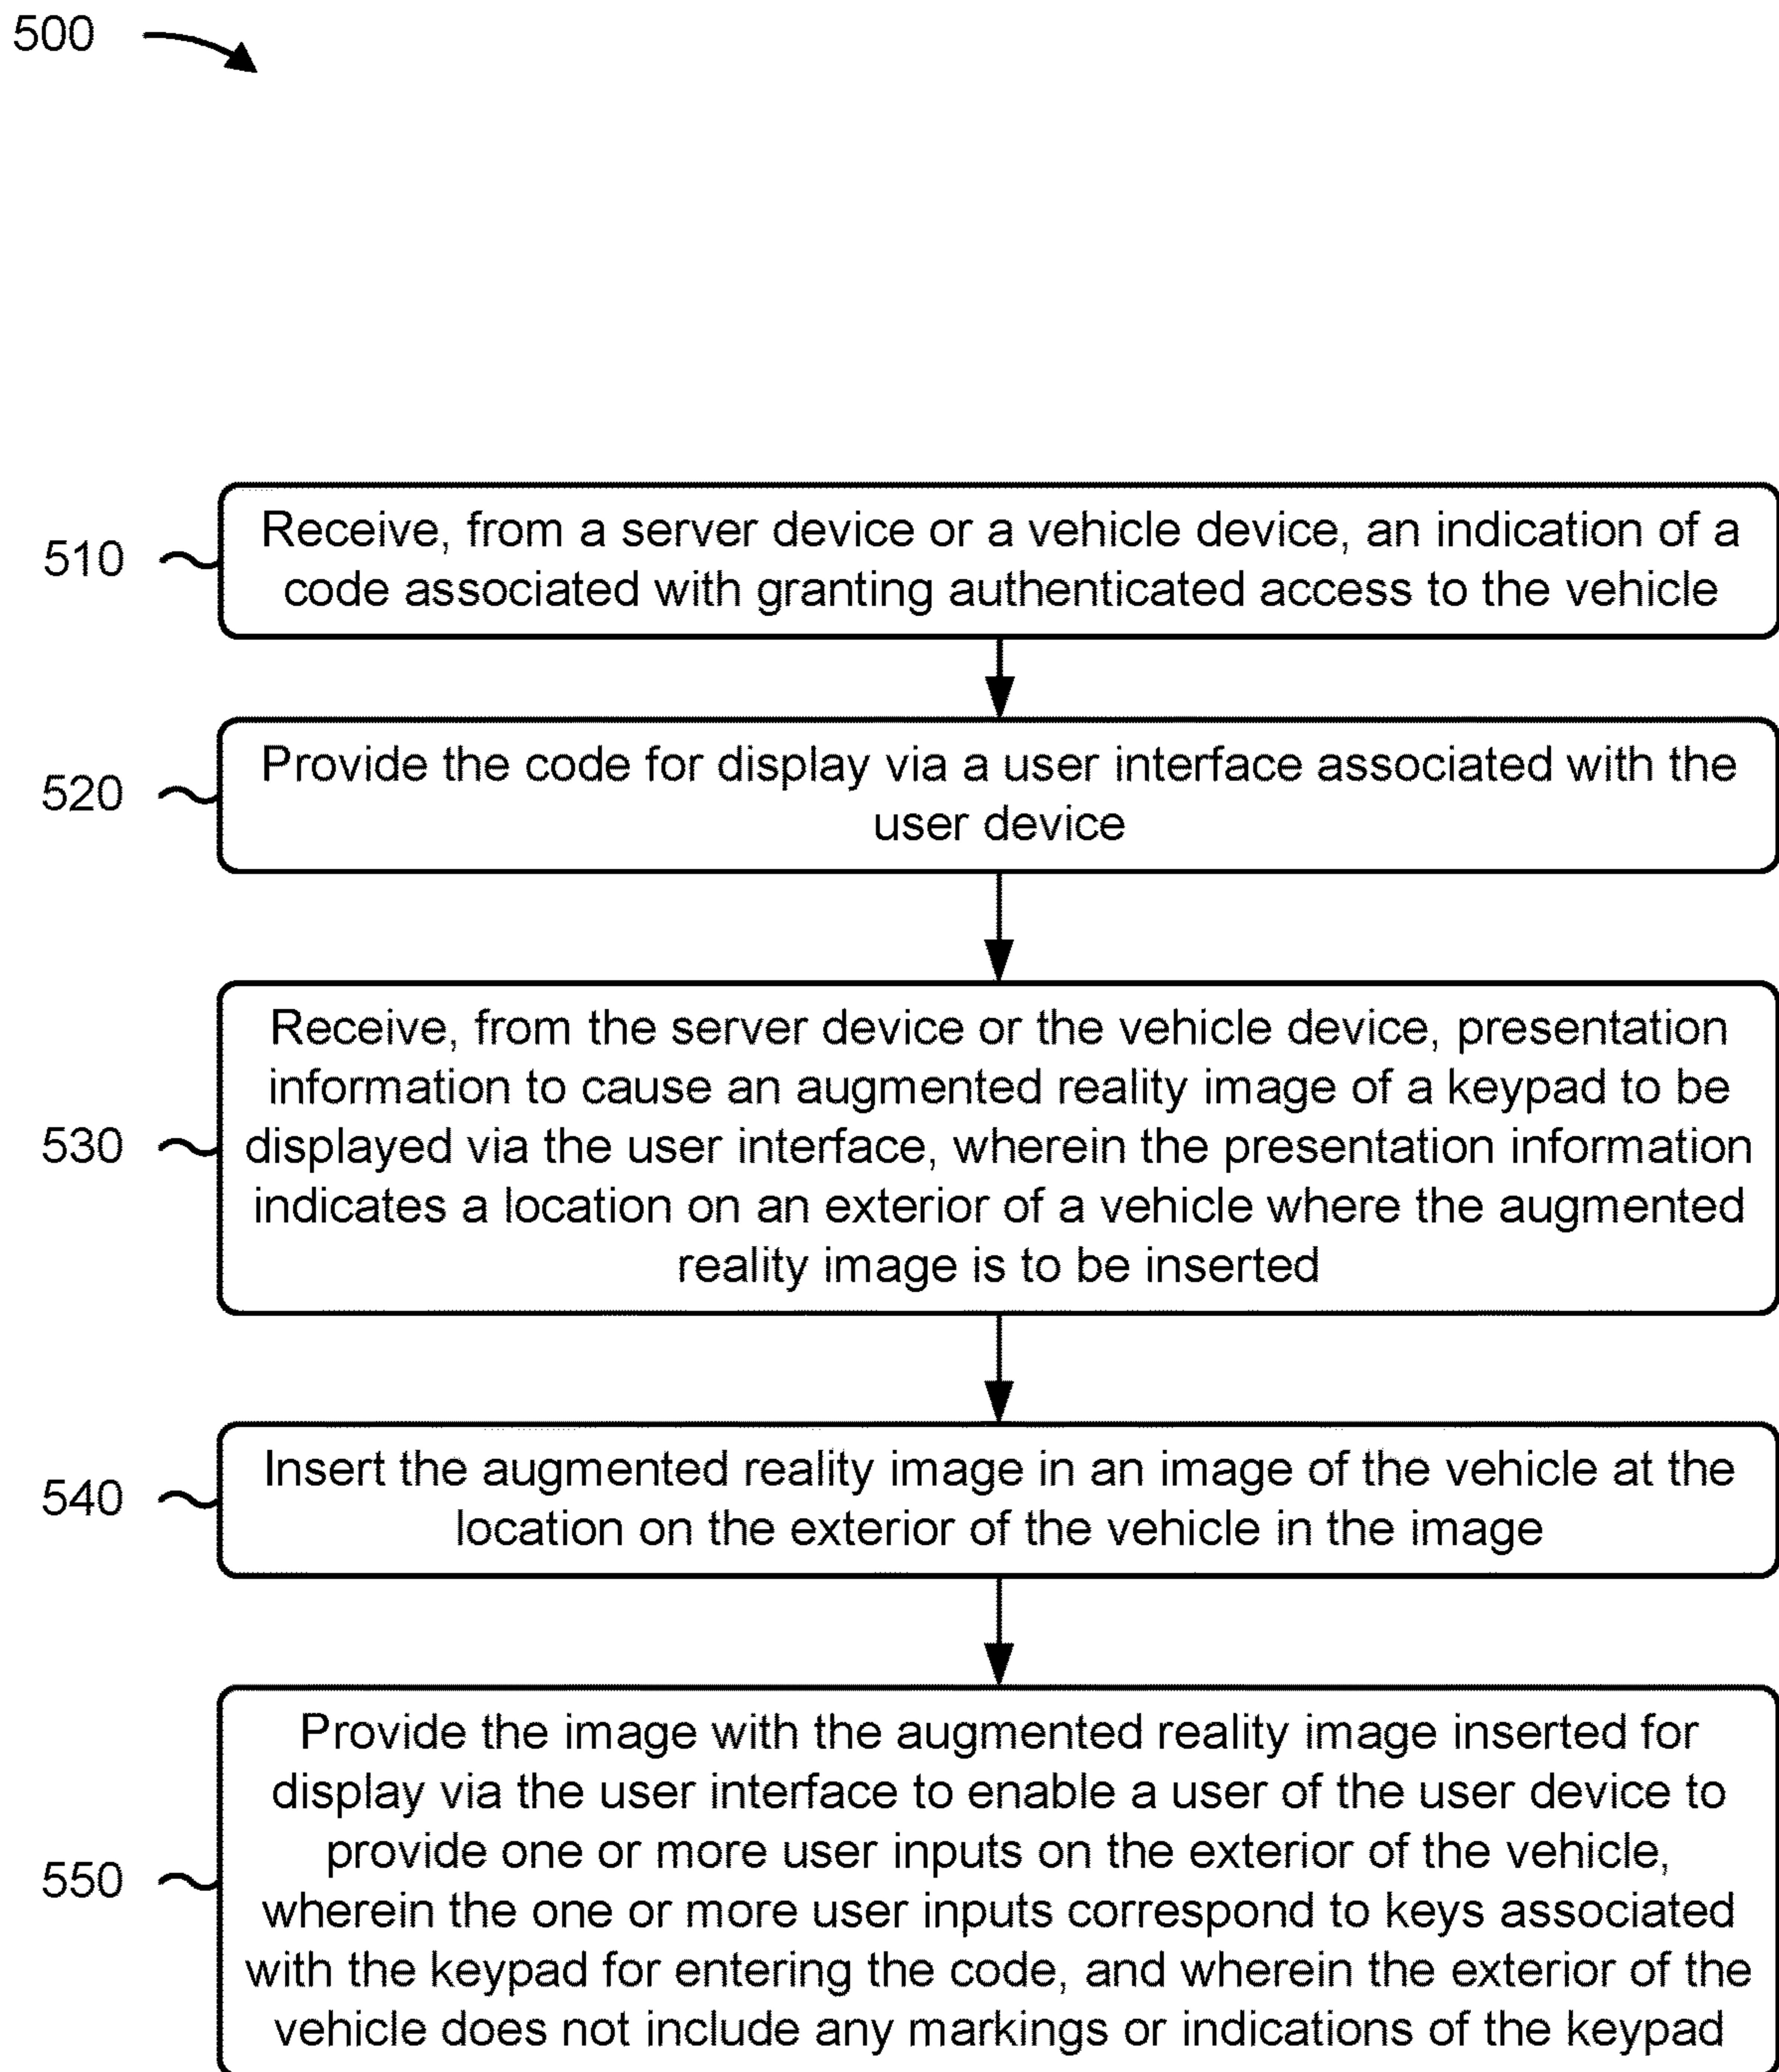 500
510
Receive, from a server device or a vehicle device, an indication of a
code associated with granting authenticated access to the vehicle
520
Provide the code for display via a user interface associated with the
user device
530
Receive, from the server device or the vehicle device, presentation
information to cause an augmented reality image of a keypad to be
displayed via the user interface, wherein the presentation information
indicates a location on an exterior of a vehicle where the augmented
reality image is to be inserted
540
Insert the augmented reality image in an image of the vehicle at the
location on the exterior of the vehicle in the image
550
Provide the image with the augmented reality image inserted for
display via the user interface to enable a user of the user device to
provide one or more user inputs on the exterior of the vehicle,
wherein the one or more user inputs correspond to keys associated
with the keypad for entering the code, and wherein the exterior of the
vehicle does not include any markings or indications of the keypad